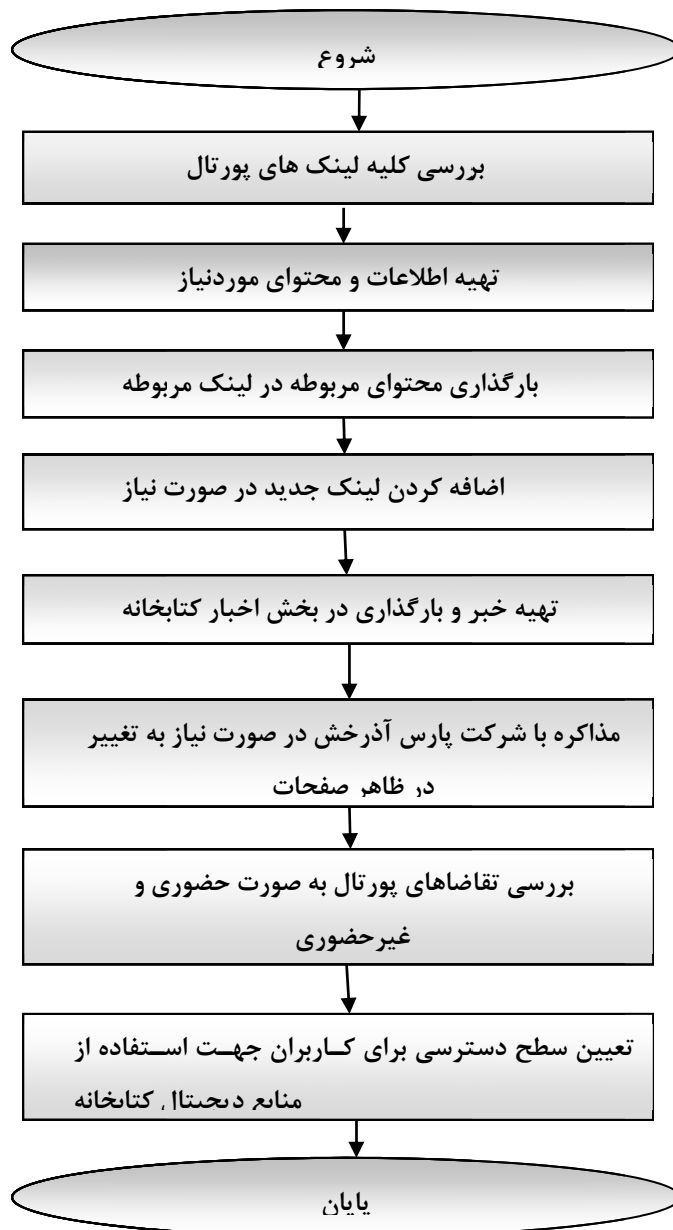 شروع
بررسی کلیه لینک های پورتال
تهیه اطلاعات و محتوای موردنیاز
بارگذاری محتوای مربوطه در لینک مربوطه
اضافه کردن لینک جدید در صورت نیاز
تهیه خبر و بارگذاری در بخش اخبار کتابخانه
مذاکره با شرکت پارس آذرخش در صورت نیاز به تغییر
در ظاهر صفحات
بررسی تقاضاهای پورتال به صورت حضوری و
غیرحضوری
تعیین سطح دسترسی برای کـاربران جهـت اسـتفاده از
منابع دیجیتال کتابخانه
پایان